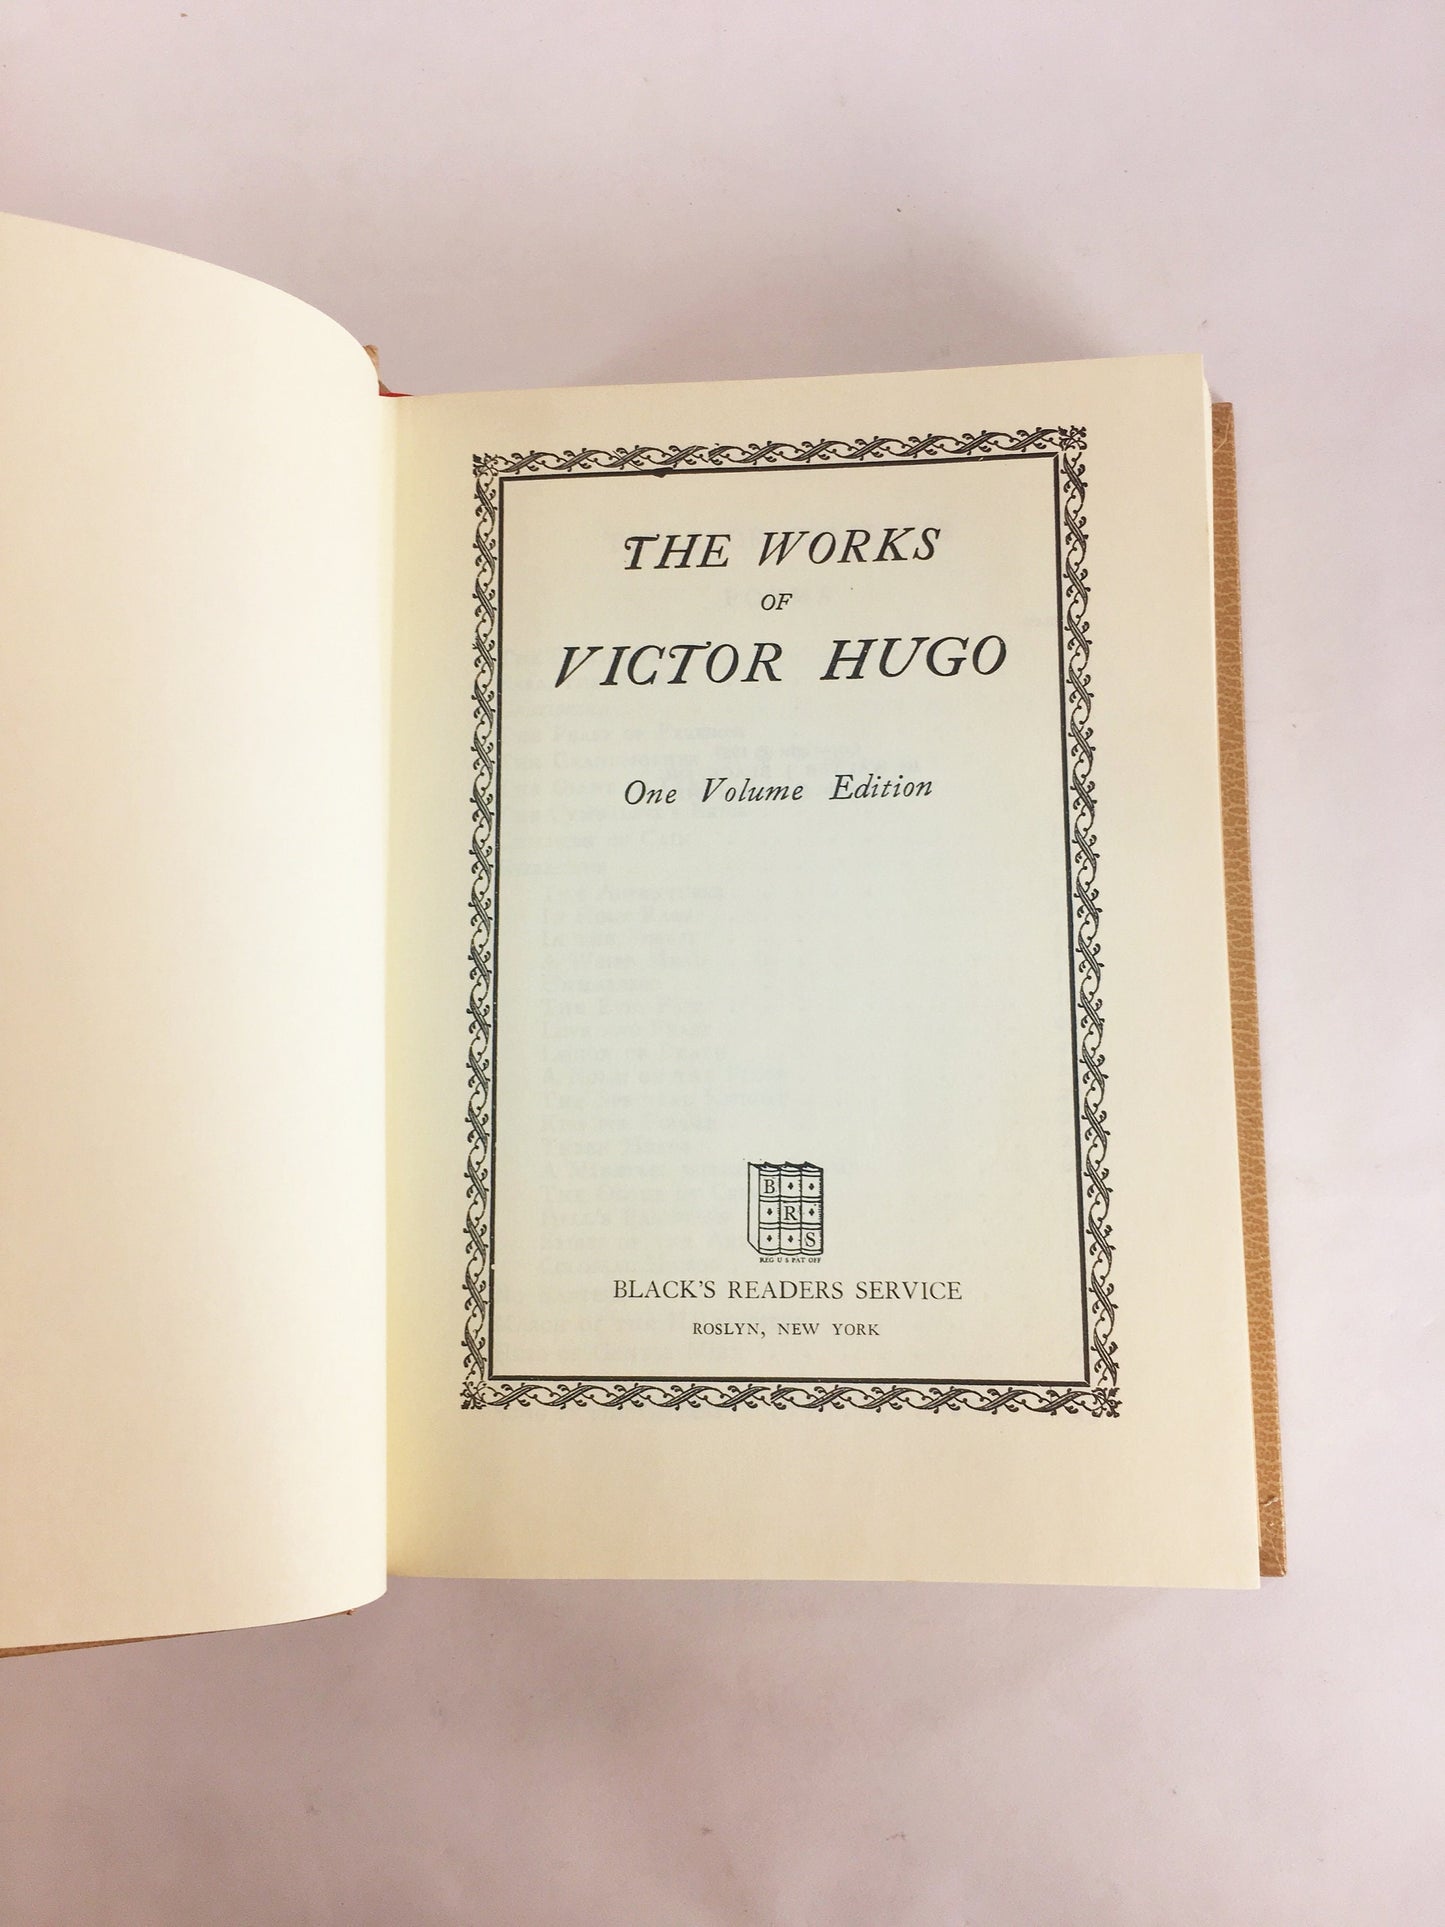 THE WORKS
OF
VICTOR HUGO
One Volume Edition
B
R
S
REG U S PAT OFF
BLACK'S READERS SERVICE
ROSLYN, NEW YORK